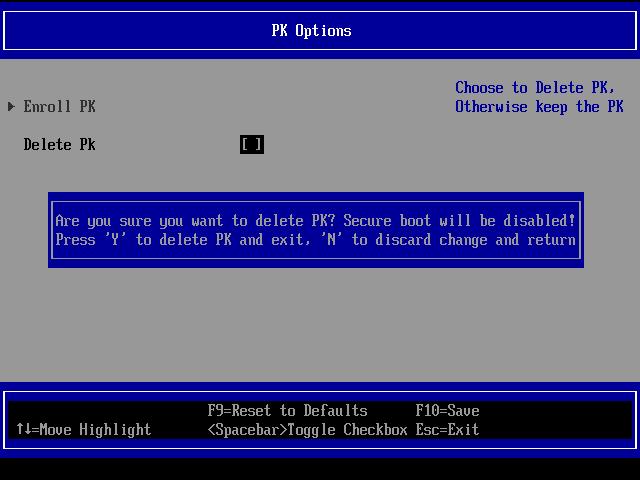 PK Options
Choose to Delete PK,
Enroll PK
Otherwise keep the PK
Delete Pk [ ]
Are you sure you want to delete PK? Secure boot will be disabled!
Press 'Y' to delete PK and exit, 'N' to discard change and return
F9=Reset to Defaults F10=Save
↑↓=Move Highlight <Spacebar>Toggle Checkbox Esc=Exit